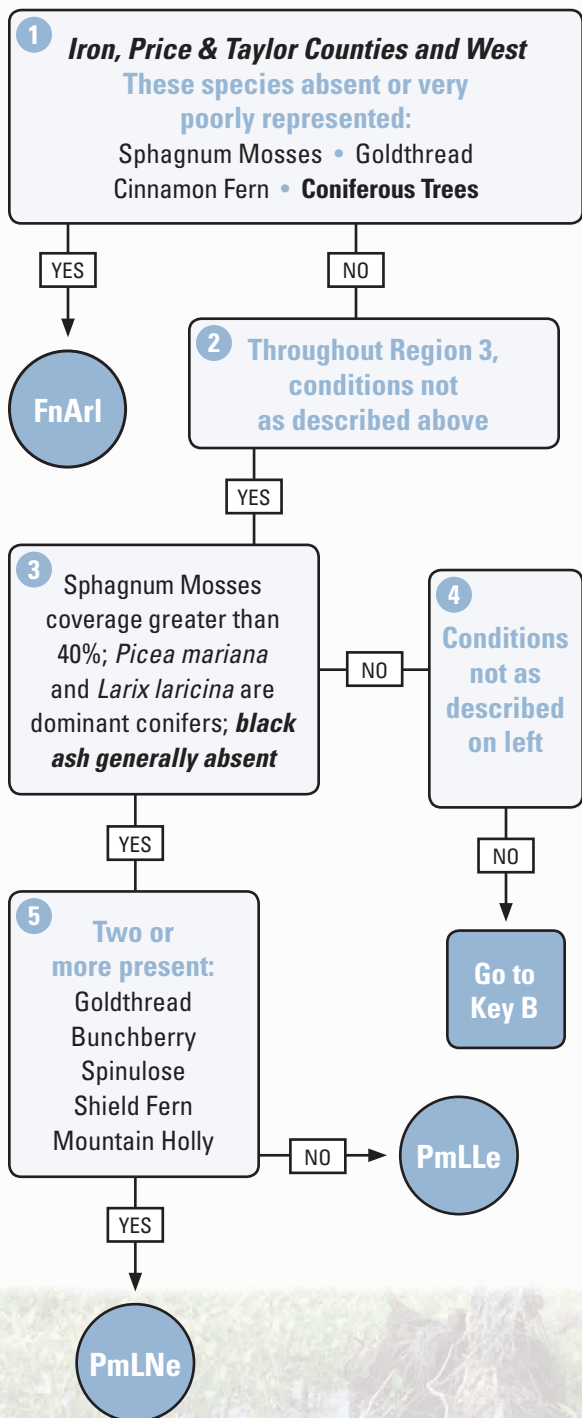 1
Iron, Price & Taylor Counties and West
These species absent or very
poorly represented:
Sphagnum Mosses • Goldthread
Cinnamon Fern • Coniferous Trees
YES
NO
FnArI
2
Throughout Region 3,
conditions not
as described above
YES
3
Sphagnum Mosses
coverage greater than
40%; Picea mariana
and Larix laricina are
dominant conifers; black
ash generally absent
NO
4
Conditions
not as
described
on left
YES
NO
5
Two or
more present:
Goldthread
Bunchberry
Spinulose
Shield Fern
Mountain Holly
Go to
Key B
NO
PmLLe
YES
PmLNe